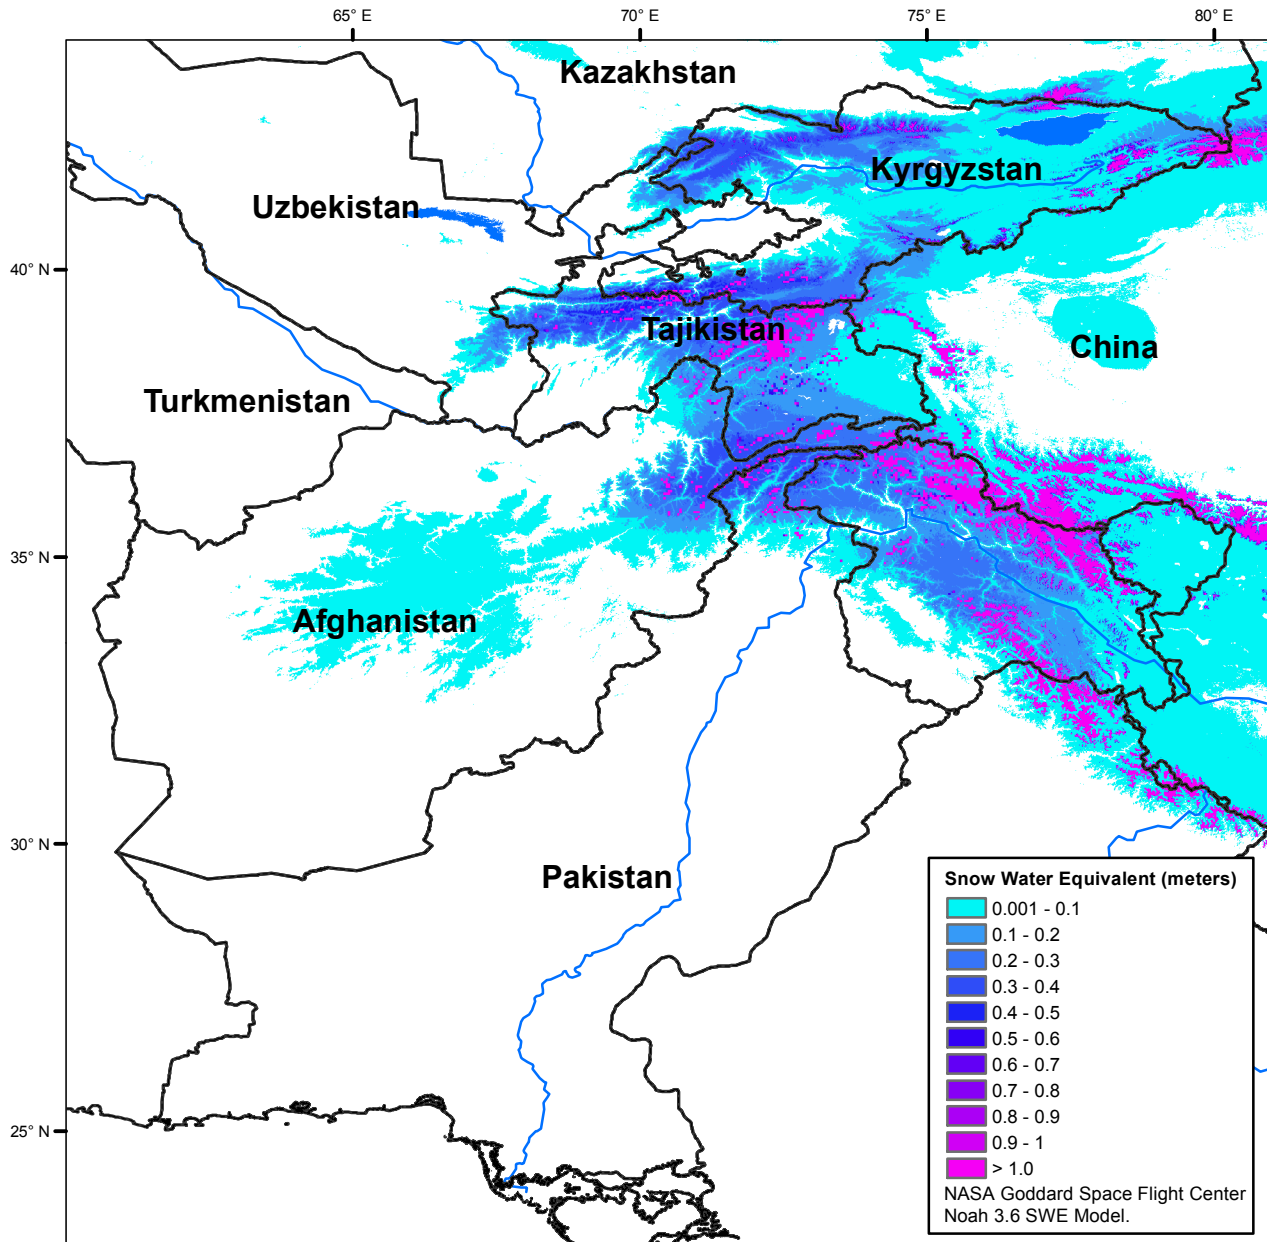 65° E
70° E
75° E
80° E
Kazakhstan
Kyrgyzstan
Uzbekistan
40° N
Tajikistan
China
Turkmenistan
35° N
Afghanistan
30° N
Pakistan
25° N
Snow Water Equivalent (meters)
0.001 - 0.1
0.1 - 0.2
0.2 - 0.3
0.3 - 0.4
0.4 - 0.5
0.5 - 0.6
0.6 - 0.7
0.7 - 0.8
0.8 - 0.9
0.9 - 1
> 1.0
NASA Goddard Space Flight Center
Noah 3.6 SWE Model.